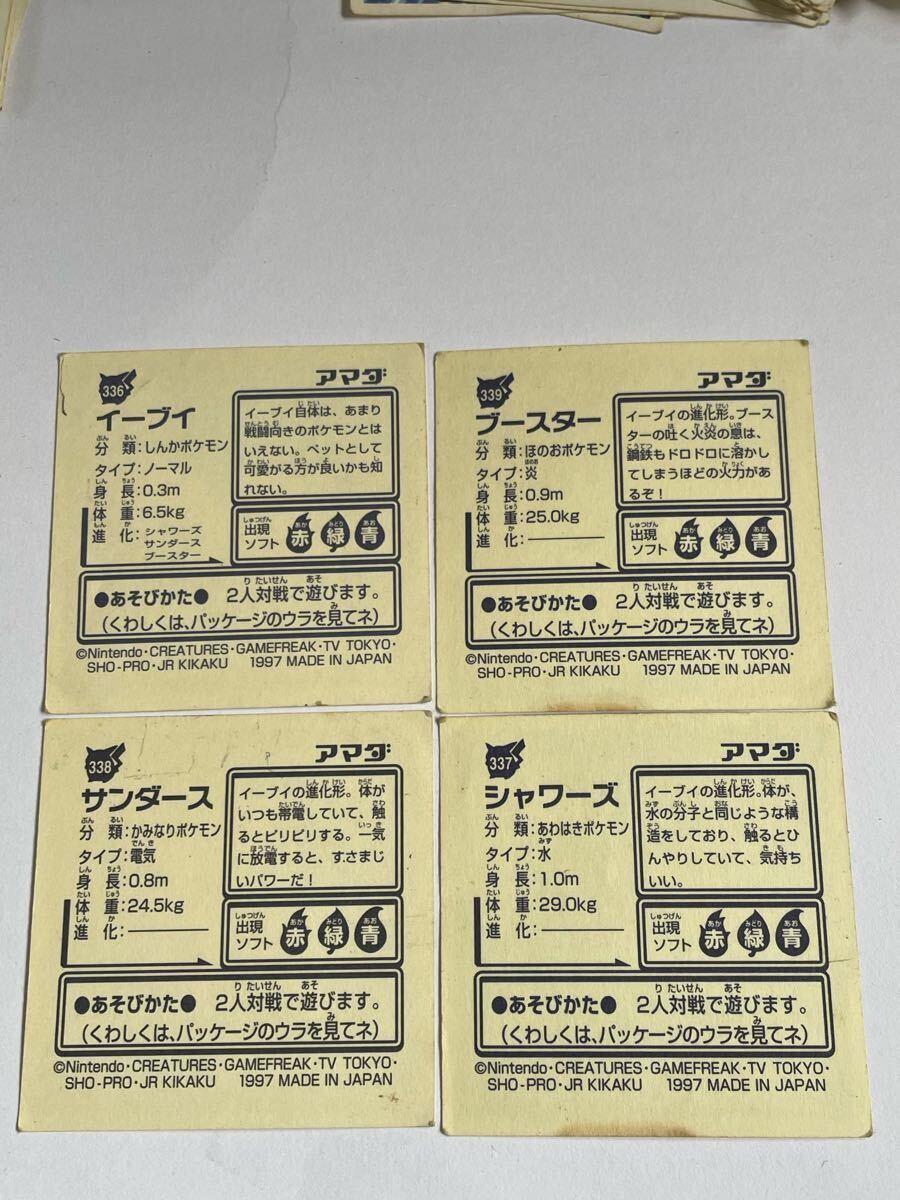 336
アマダ
イーブイ
分類:しんかポケモン
タイプ:ノーマル
身長:0.3m
体重:6.5kg
進化:シャワーズ
サンダース
ブースター
イーブイ自体は、あまり
戦闘向きのポケモンとは
いえない。ペットとして
可愛がる方が良いかも知
れない。
出現
ソフト
赤 緑 青
●あそびかた● 2人対戦で遊びます。
(くわしくは、パッケージのウラを見てネ)
©Nintendo・CREATURES・GAMEFREAK・TV TOKYO・
SHO-PRO・JR KIKAKU 1997 MADE IN JAPAN
339
アマダ
ブースター
分類:ほのおポケモン
タイプ:炎
身長:0.9m
体重:25.0kg
進化:
イーブイの進化形。ブース
ターの吐く火炎の息は、
鋼鉄もドロドロに溶かし
てしまうほどの火力があ
るぞ!
出現
ソフト
赤 緑 青
●あそびかた● 2人対戦で遊びます。
(くわしくは、パッケージのウラを見てネ)
©Nintendo・CREATURES・GAMEFREAK・TV TOKYO・
SHO-PRO・JR KIKAKU 1997 MADE IN JAPAN
338
アマダ
サンダース
分類:かみなりポケモン
タイプ:電気
身長:0.8m
体重:24.5kg
進化:
イーブイの進化形。体が
いつも帯電していて、触
るとピリピリする。一気
に放電すると、すさまじ
いパワーだ!
出現
ソフト
赤 緑 青
●あそびかた● 2人対戦で遊びます。
(くわしくは、パッケージのウラを見てネ)
©Nintendo・CREATURES・GAMEFREAK・TV TOKYO・
SHO-PRO・JR KIKAKU 1997 MADE IN JAPAN
337
アマダ
シャワーズ
分類:あわはきポケモン
タイプ:水
身長:1.0m
体重:29.0kg
進化:
イーブイの進化形。体が、
水の分子と同じような構
造をしており、触るとひ
んやりしていて、気持ち
いい。
出現
ソフト
赤 緑 青
●あそびかた● 2人対戦で遊びます。
(くわしくは、パッケージのウラを見てネ)
©Nintendo・CREATURES・GAMEFREAK・TV TOKYO・
SHO-PRO・JR KIKAKU 1997 MADE IN JAPAN